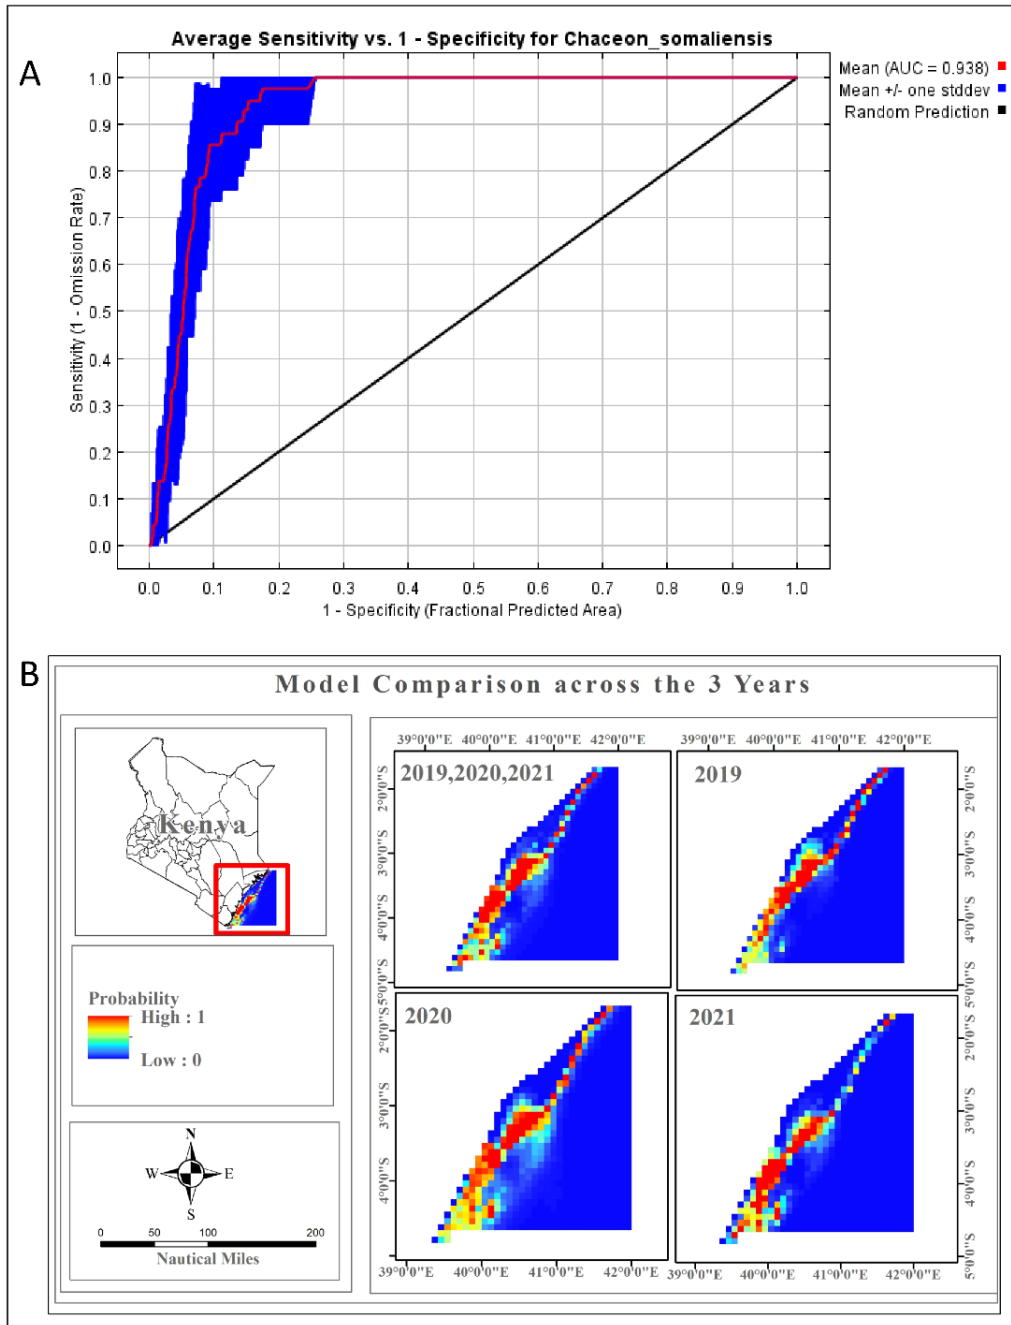 A
Average Sensitivity vs. 1 - Specificity for Chaceon_somaliensis
Mean (AUC = 0.938)
Mean +/- one stddev
Random Prediction
Sensitivity (1 - Omission Rate)
1.0
0.9
0.8
0.7
0.6
0.5
0.4
0.3
0.2
0.1
0.0
0.0 0.1 0.2 0.3 0.4 0.5 0.6 0.7 0.8 0.9 1.0
1 - Specificity (Fractional Predicted Area)
B
Model Comparison across the 3 Years
Kenya
Probability
High : 1
Low : 0
N
W E
S
0 50 100 200
Nautical Miles
39°0'0"E 40°0'0"E 41°0'0"E 42°0'0"E
2019,2020,2021
2°0'0"S
3°0'0"S
4°0'0"S
5°0'0"S
39°0'0"E 40°0'0"E 41°0'0"E 42°0'0"E
2019
2°0'0"S
3°0'0"S
4°0'0"S
5°0'0"S
2020
2°0'0"S
3°0'0"S
4°0'0"S
39°0'0"E 40°0'0"E 41°0'0"E 42°0'0"E
2021
2°0'0"S
3°0'0"S
4°0'0"S
5°0'0"S
39°0'0"E 40°0'0"E 41°0'0"E 42°0'0"E